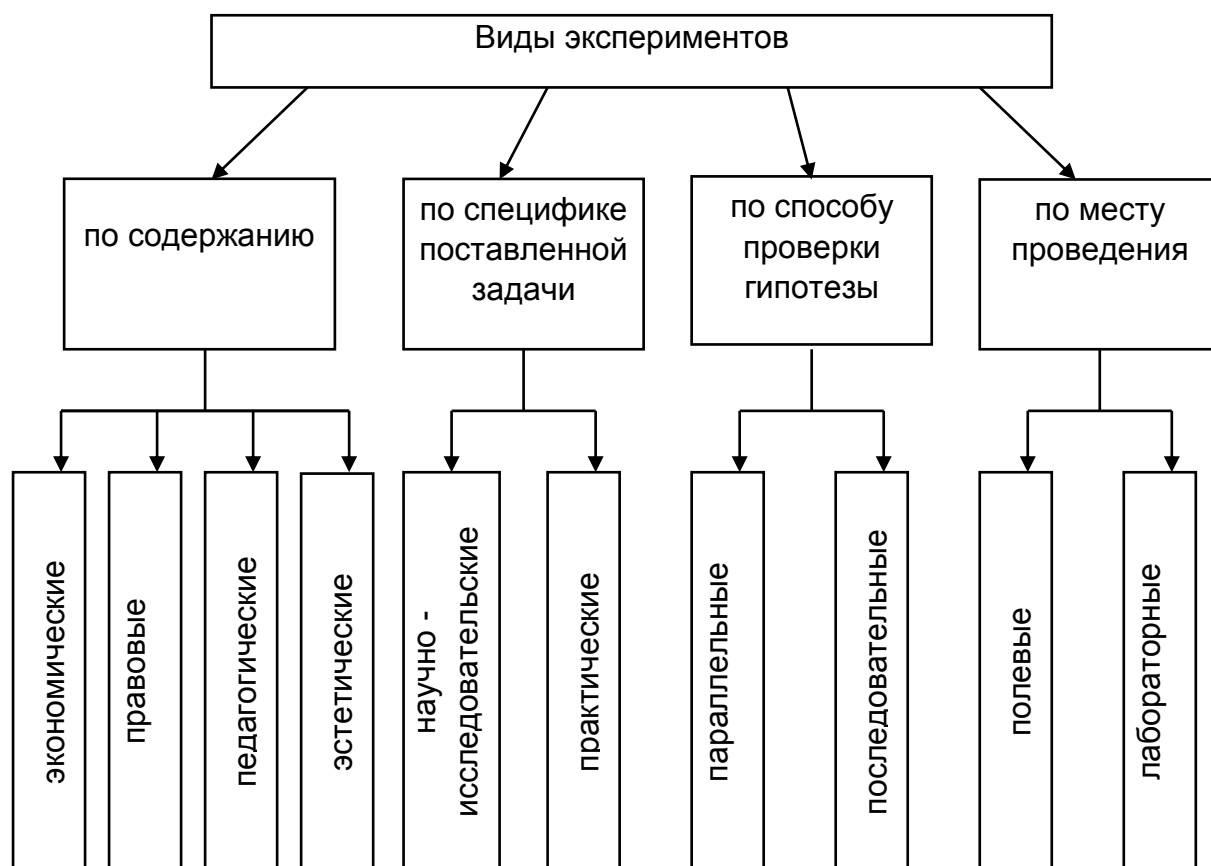 Виды экспериментов
по содержанию
по специфике
поставленной
задачи
по способу
проверки
гипотезы
по месту
проведения
экономические
правовые
педагогические
эстетические
научно -
исследовательские
практические
параллельные
последовательные
полевые
лабораторные